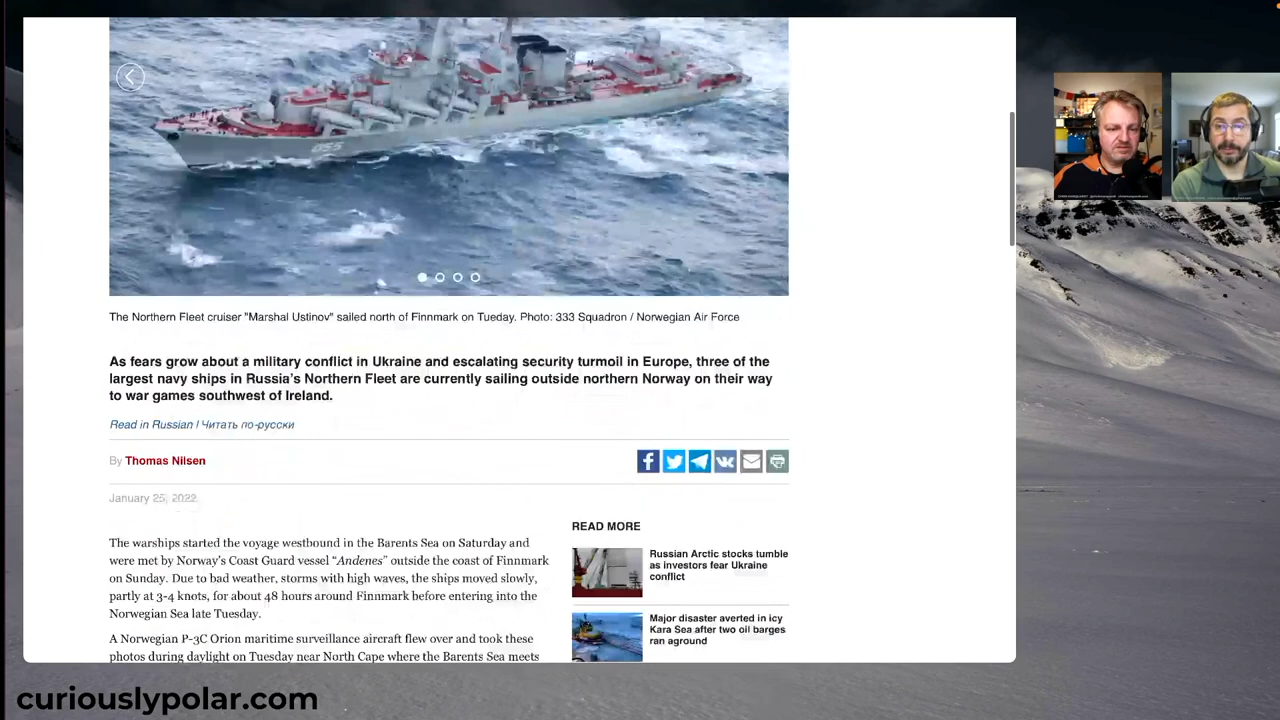 055
The Northern Fleet cruiser "Marshal Ustinov" sailed north of Finnmark on Tueday. Photo: 333 Squadron / Norwegian Air Force
As fears grow about a military conflict in Ukraine and escalating security turmoil in Europe, three of the
largest navy ships in Russia's Northern Fleet are currently sailing outside northern Norway on their way
to war games southwest of Ireland.
Read in Russian | Читать по-русски
By Thomas Nilsen
January 25, 2022
READ MORE
The warships started the voyage westbound in the Barents Sea on Saturday and
were met by Norway's Coast Guard vessel "Andenes" outside the coast of Finnmark
on Sunday. Due to bad weather, storms with high waves, the ships moved slowly,
partly at 3-4 knots, for about 48 hours around Finnmark before entering into the
Norwegian Sea late Tuesday.
A Norwegian P-3C Orion maritime surveillance aircraft flew over and took these
photos during daylight on Tuesday near North Cape where the Barents Sea meets
Russian Arctic stocks tumble
as investors fear Ukraine
conflict
Major disaster averted in icy
Kara Sea after two oil barges
ran aground
curiouslypolar.com